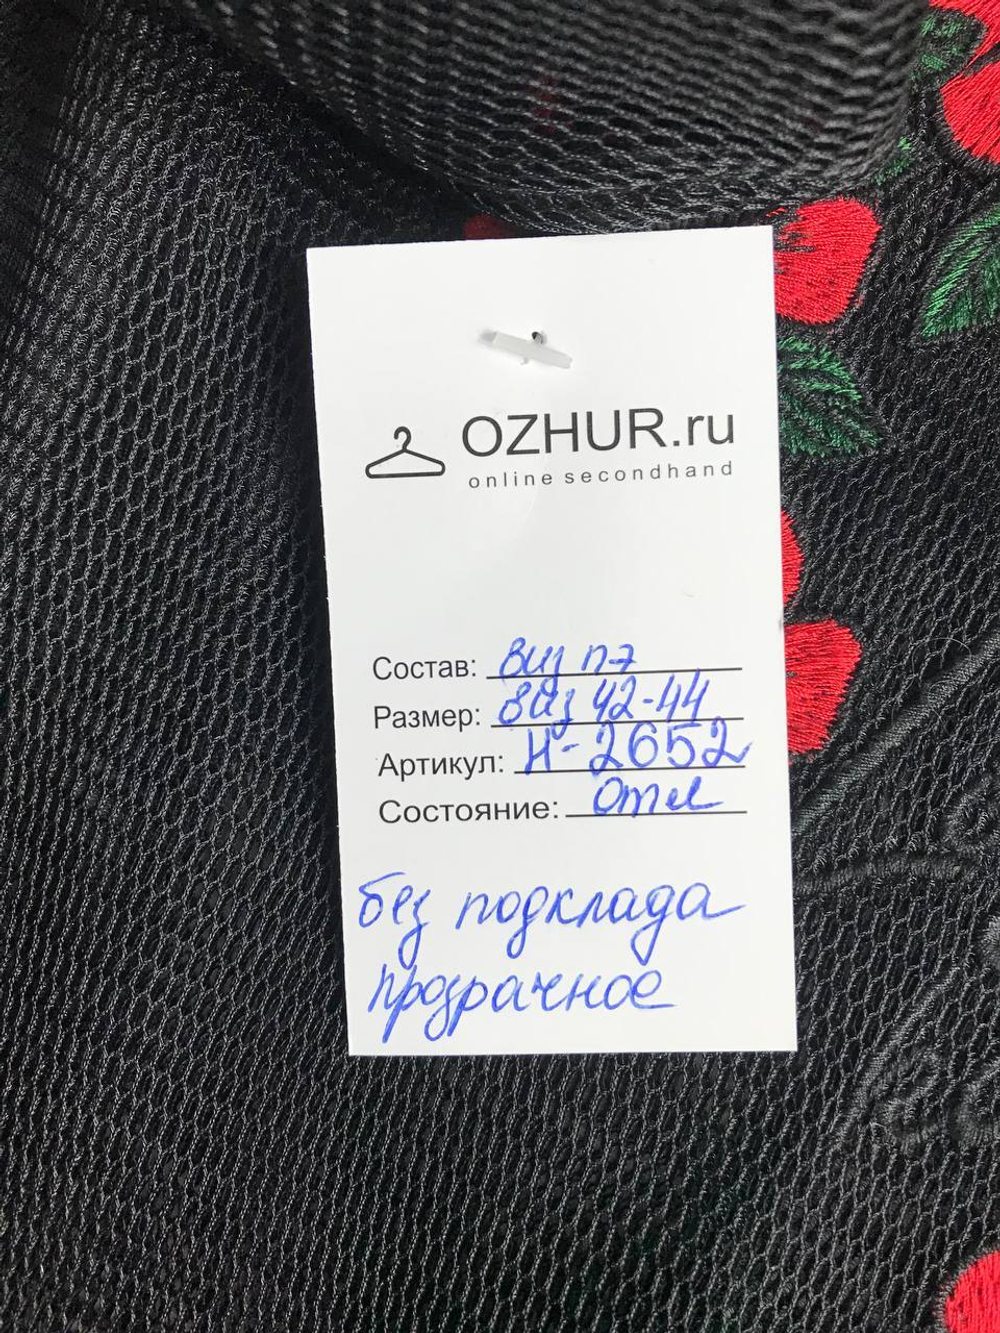 OZHUR.ru
online secondhand
Состав: виз п-э
Размер: виз 42-44
Артикул: Н-2652
Состояние: Отл
без подклада
прозрачное